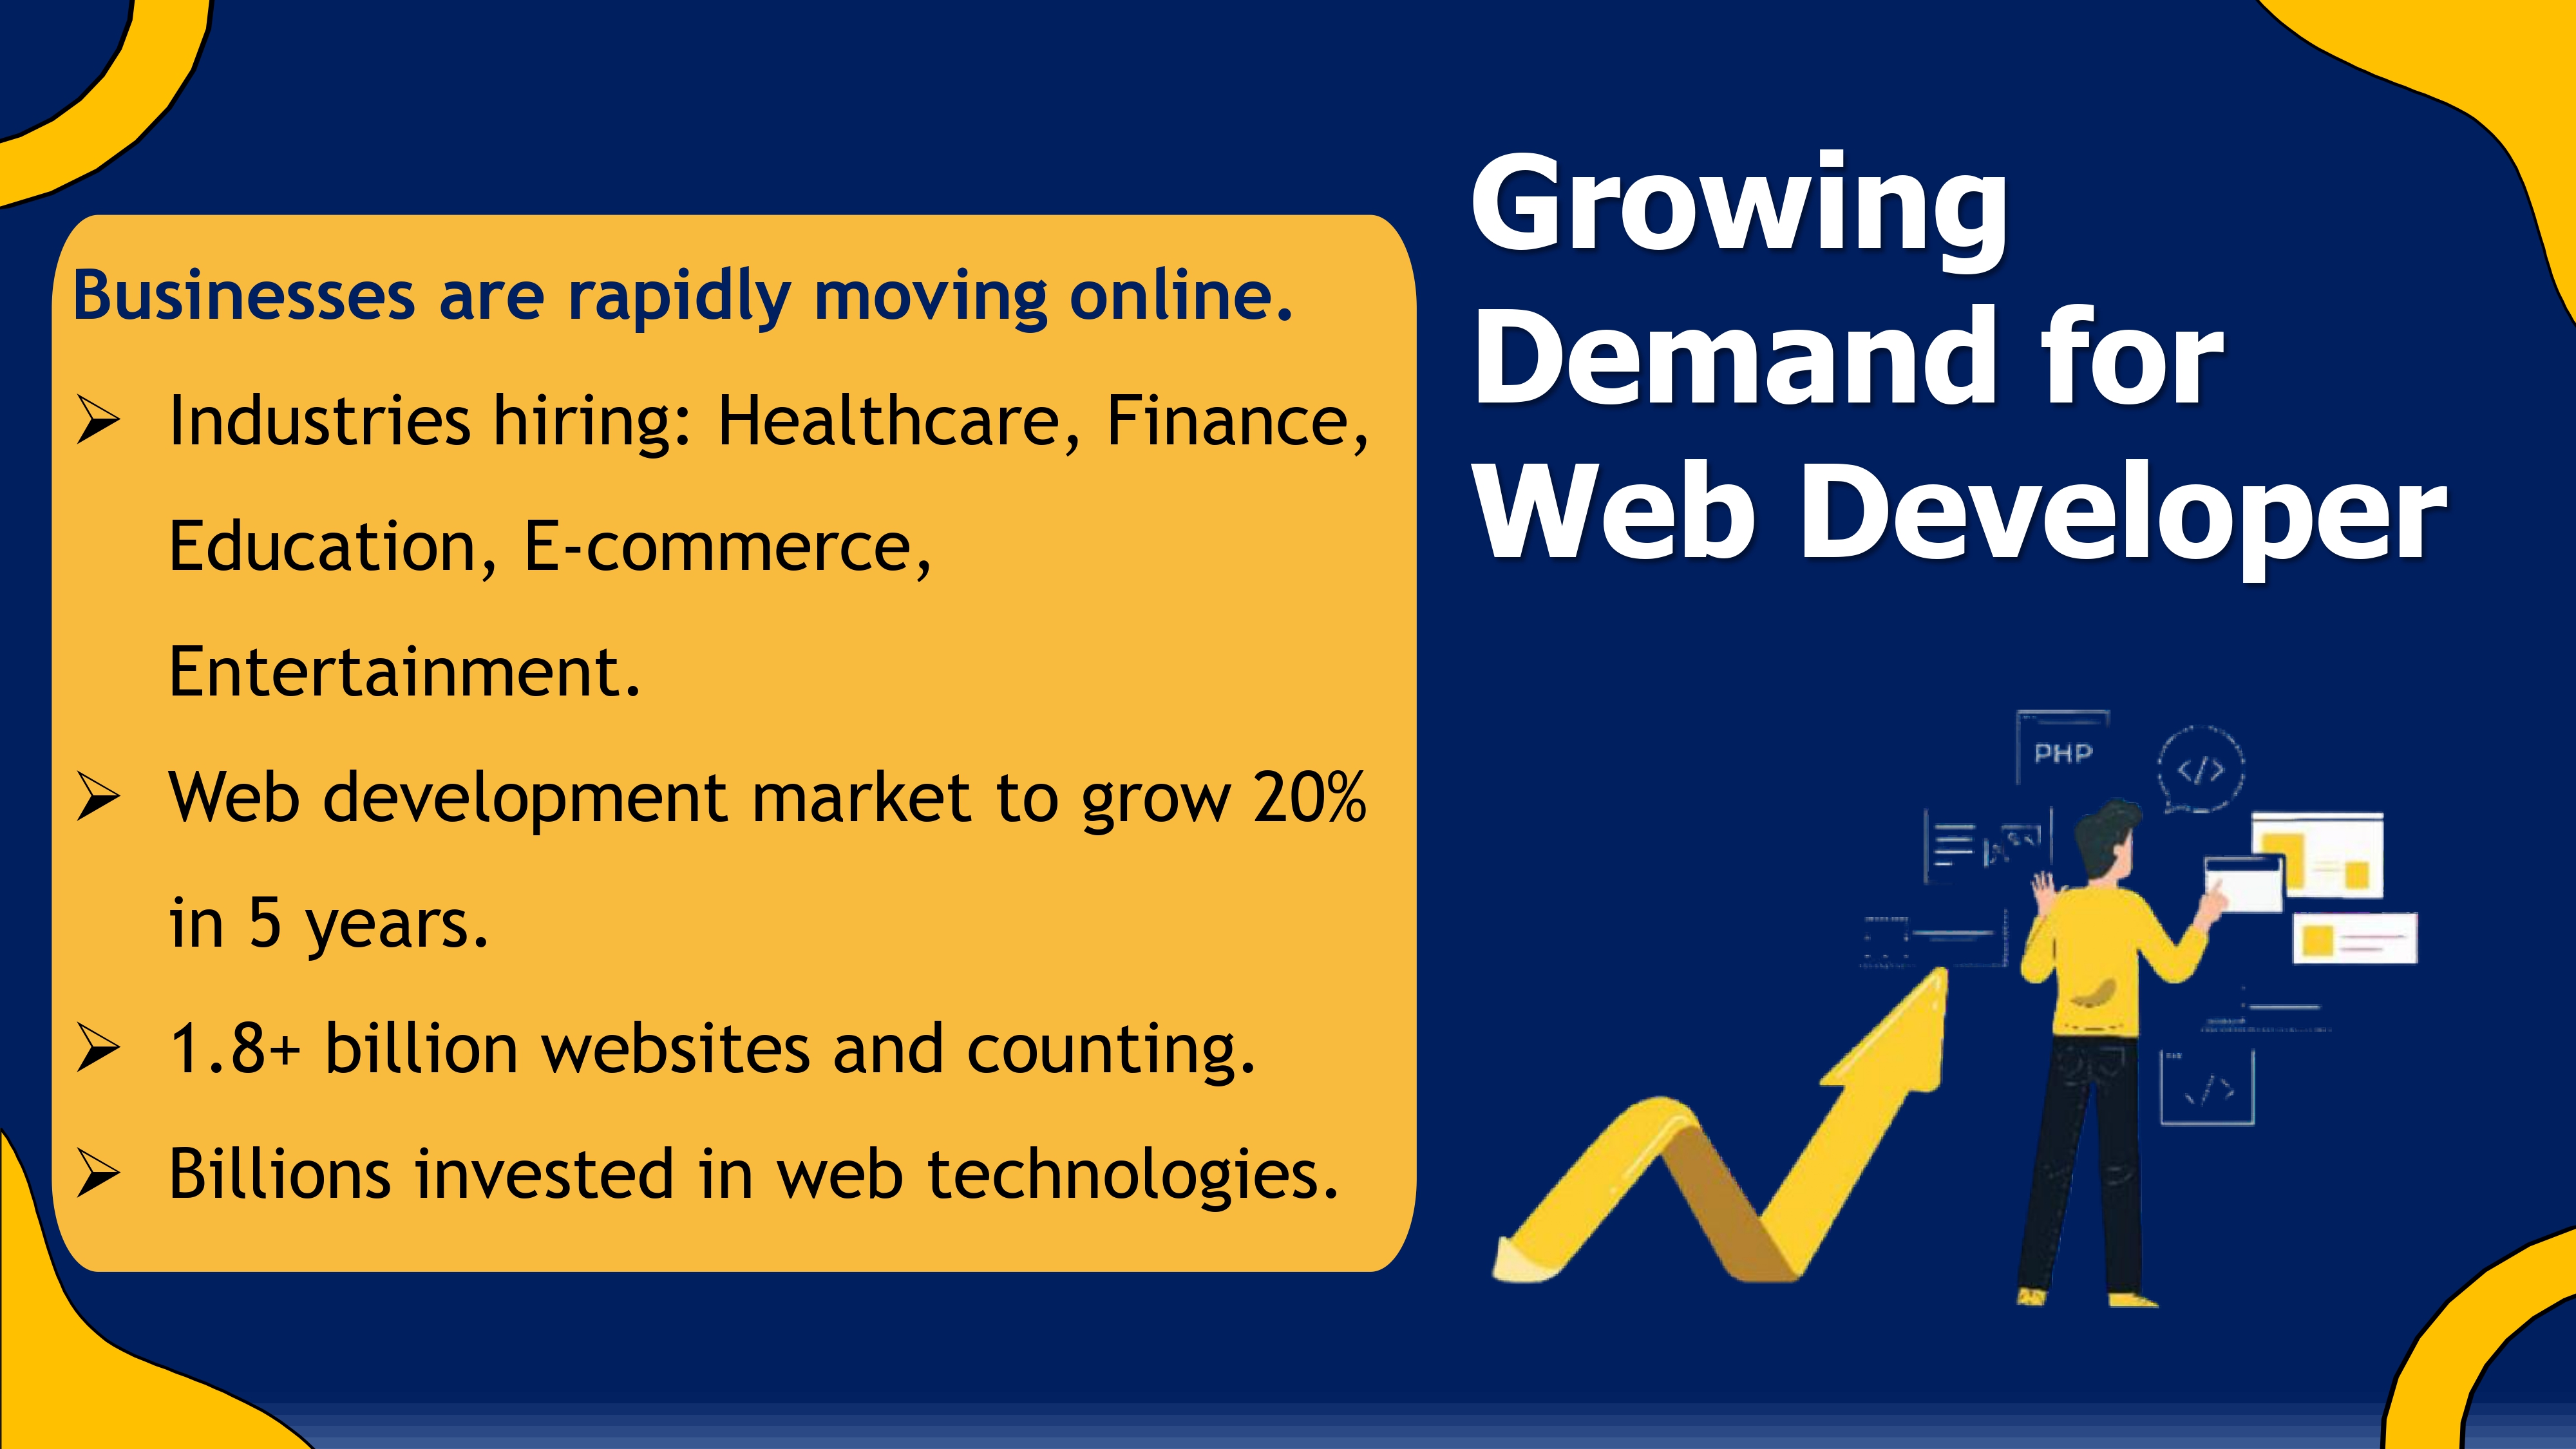 Growing
Demand for
Web Developer
Businesses are rapidly moving online.
➢ Industries hiring: Healthcare, Finance,
Education, E-commerce,
Entertainment.
➢ Web development market to grow 20%
in 5 years.
➢ 1.8+ billion websites and counting.
➢ Billions invested in web technologies.
PHP
</>
</>